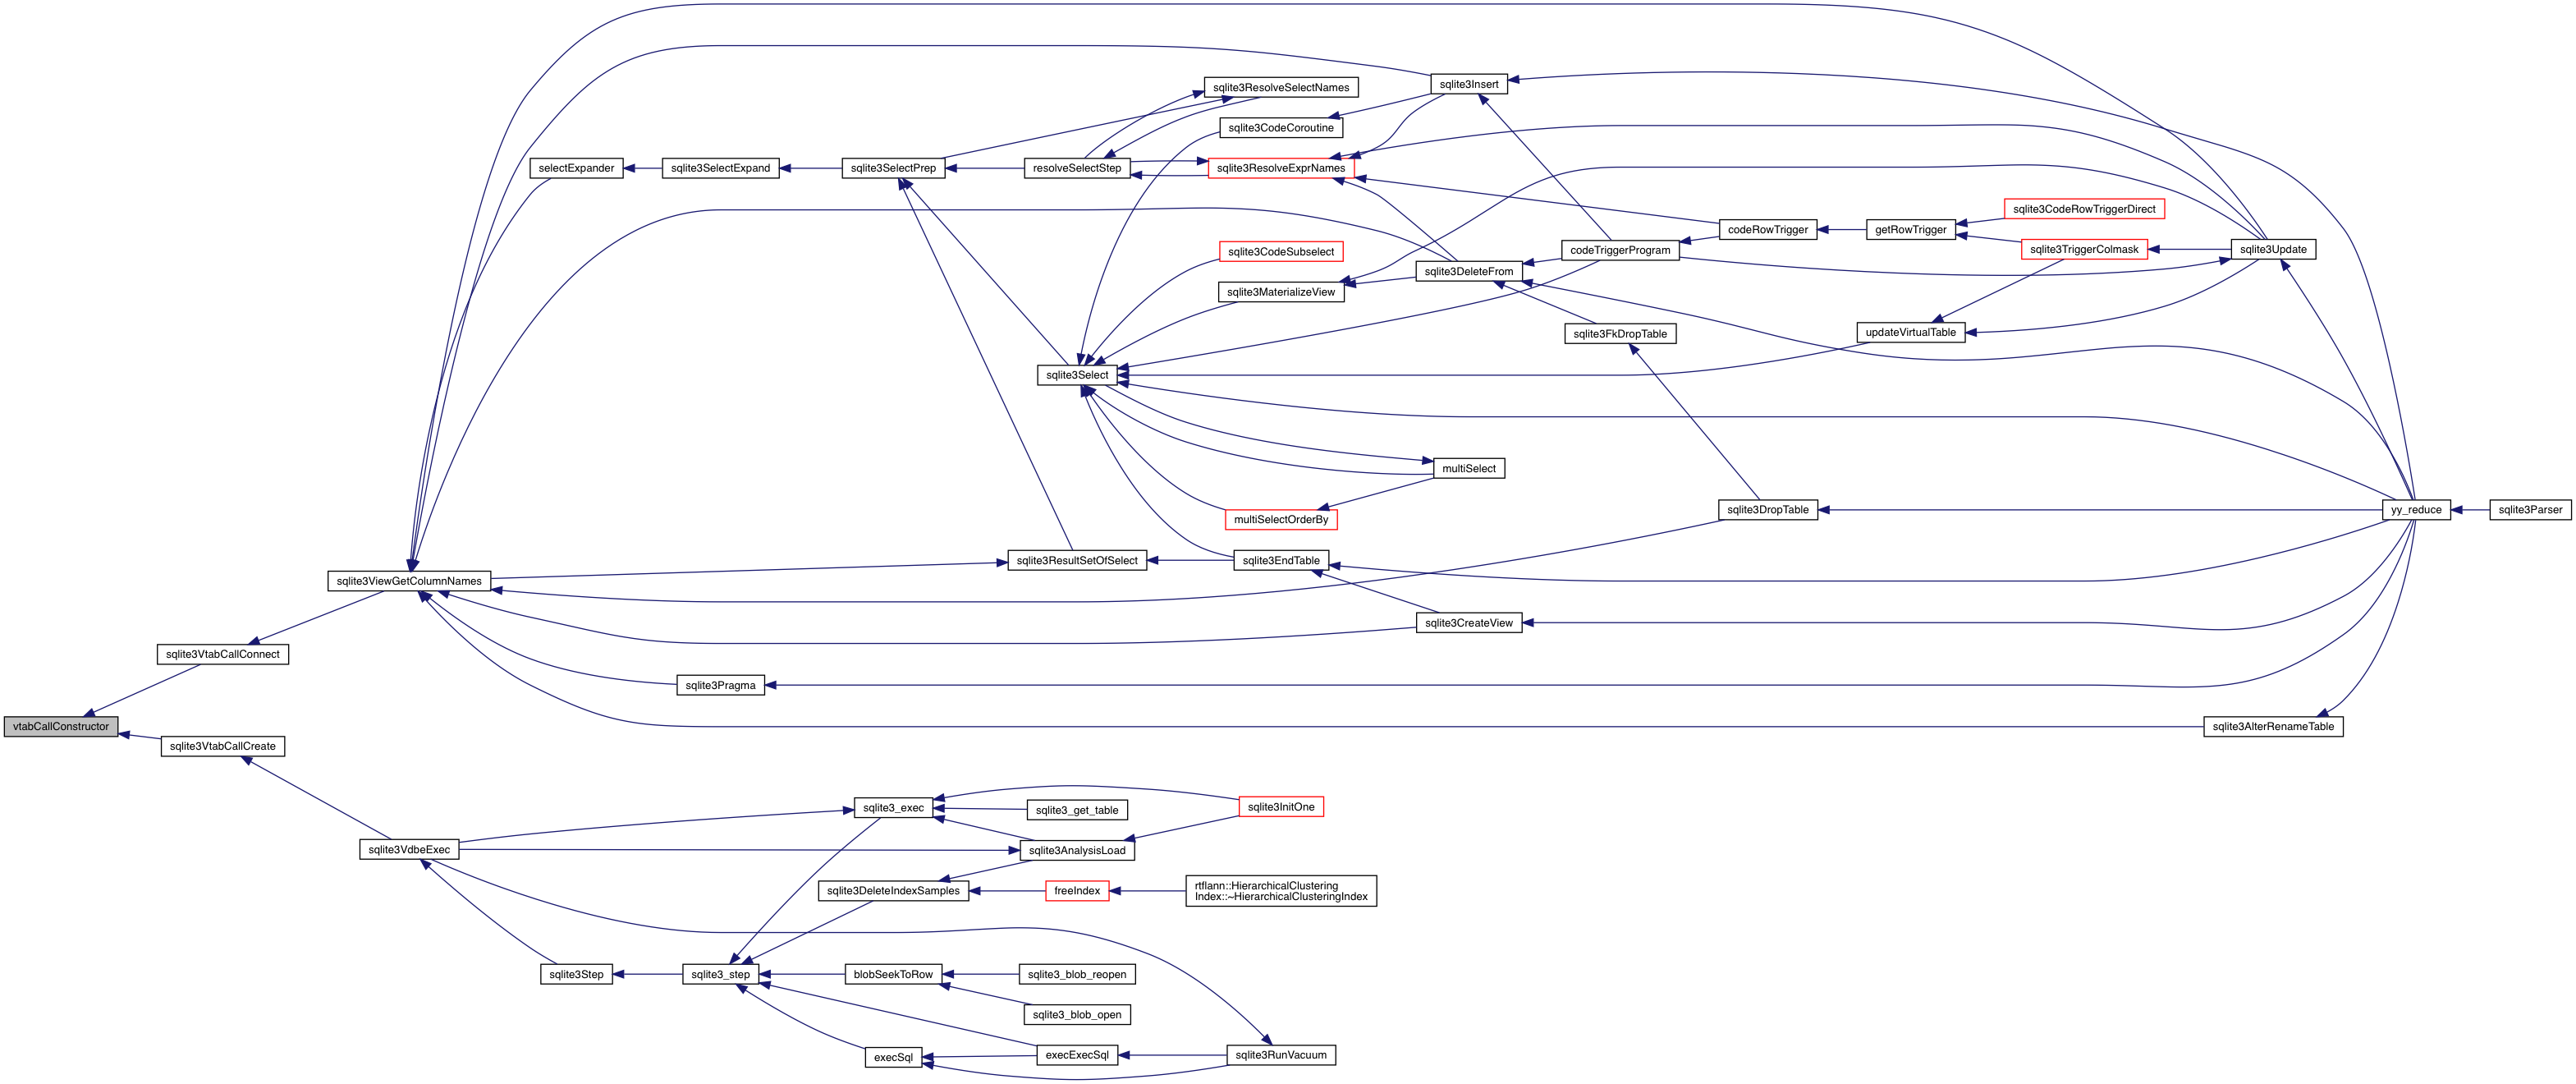 sqlite3Insert
sqlite3ResolveSelectNames
sqlite3CodeCoroutine
selectExpander
sqlite3SelectExpand
sqlite3SelectPrep
resolveSelectStep
sqlite3ResolveExprNames
sqlite3CodeRowTriggerDirect
codeRowTrigger
getRowTrigger
sqlite3CodeSubselect
codeTriggerProgram
sqlite3TriggerColmask
sqlite3Update
sqlite3DeleteFrom
sqlite3MaterializeView
sqlite3FkDropTable
updateVirtualTable
sqlite3Select
multiSelect
multiSelectOrderBy
sqlite3DropTable
yy_reduce
sqlite3Parser
sqlite3ResultSetOfSelect
sqlite3EndTable
sqlite3ViewGetColumnNames
sqlite3CreateView
sqlite3VtabCallConnect
sqlite3Pragma
vtabCallConstructor
sqlite3AlterRenameTable
sqlite3VtabCallCreate
sqlite3_exec
sqlite3_get_table
sqlite3InitOne
sqlite3VdbeExec
sqlite3AnalysisLoad
sqlite3DeleteIndexSamples
freeIndex
rtflann::HierarchicalClustering
Index::~HierarchicalClusteringIndex
sqlite3Step
sqlite3_step
blobSeekToRow
sqlite3_blob_reopen
sqlite3_blob_open
execSql
execExecSql
sqlite3RunVacuum